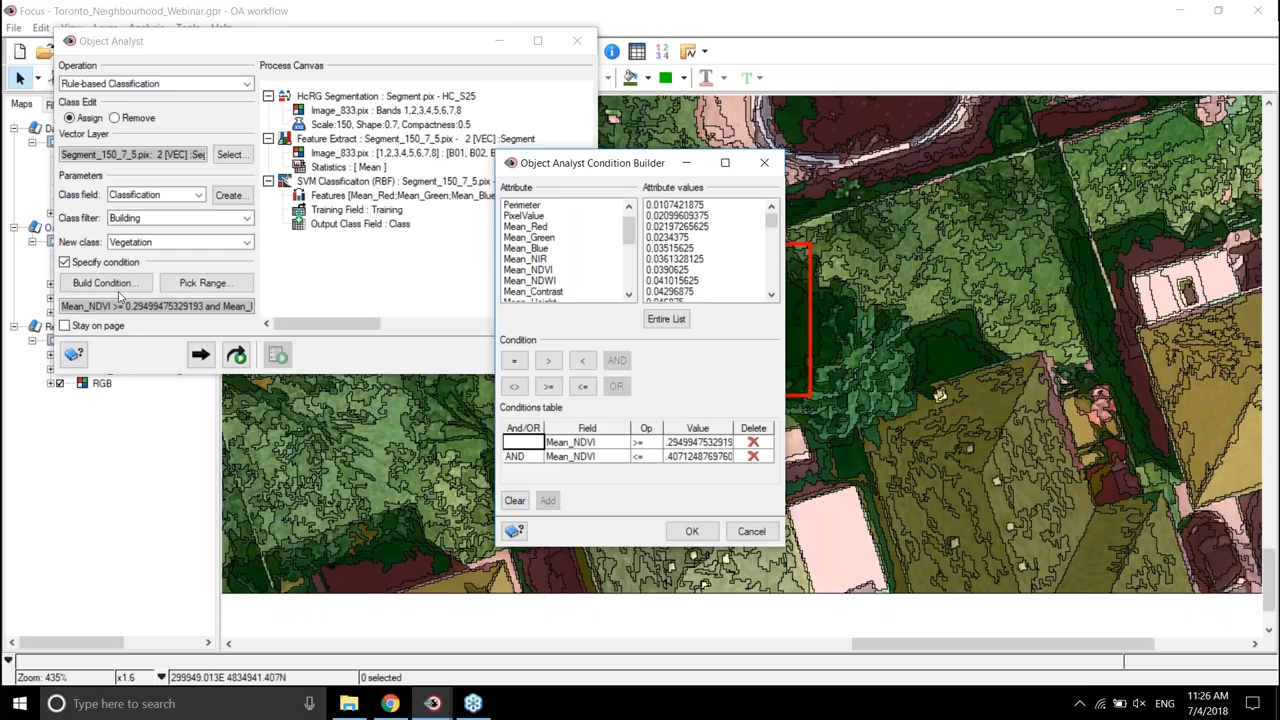 Focus - Toronto_Neighbourhood_Webinar.gpr - OA workflow
File Edit
Object Analyst
Operation
Process Canvas
Rule-based Classification
Class Edit
Assign Remove
Vector Layer
Segment_150_7_5.pix: 2 [VEC] :Seg Select...
Parameters
Class field: Classification Create...
Class filter: Building
New class: Vegetation
Specify condition
Build Condition... Pick Range...
Mean_NDVI >= 0.29499475329193 and Mean_
Stay on page
HcRG Segmentation : Segment.pix - HC_S25
Image_833.pix : Bands 1,2,3,4,5,6,7,8
Scale:150, Shape:0.7, Compactness:0.5
Feature Extract : Segment_150_7_5.pix - 2 [VEC] :Segment
Image_833.pix : [1,2,3,4,5,6,7,8] : [B01, B02,
Statistics : [ Mean ]
SVM Classificaiton (RBF) : Segment_150_7_5.pix -
Features [Mean_Red;Mean_Green;Mean_Blue
Training Field : Training
Output Class Field : Class
Maps
RGB
Object Analyst Condition Builder
Attribute Attribute values
Perimeter
PixelValue
Mean_Red
Mean_Green
Mean_Blue
Mean_NIR
Mean_NDVI
Mean_NDWI
Mean_Contrast
0.0107421875
0.02099609375
0.02197265625
0.0234375
0.03515625
0.0361328125
0.0390625
0.041015625
0.04296875
Entire List
Condition
= > < AND
<> >= <= OR
Conditions table
And/OR Field Op Value Delete
Mean_NDVI >= .2949947532919
AND Mean_NDVI <= .4071248769760
Clear Add
OK Cancel
Zoom: 435% x1.6 299949.013E 4834941.407N 0 selected
Type here to search
ENG
11:26 AM
7/4/2018